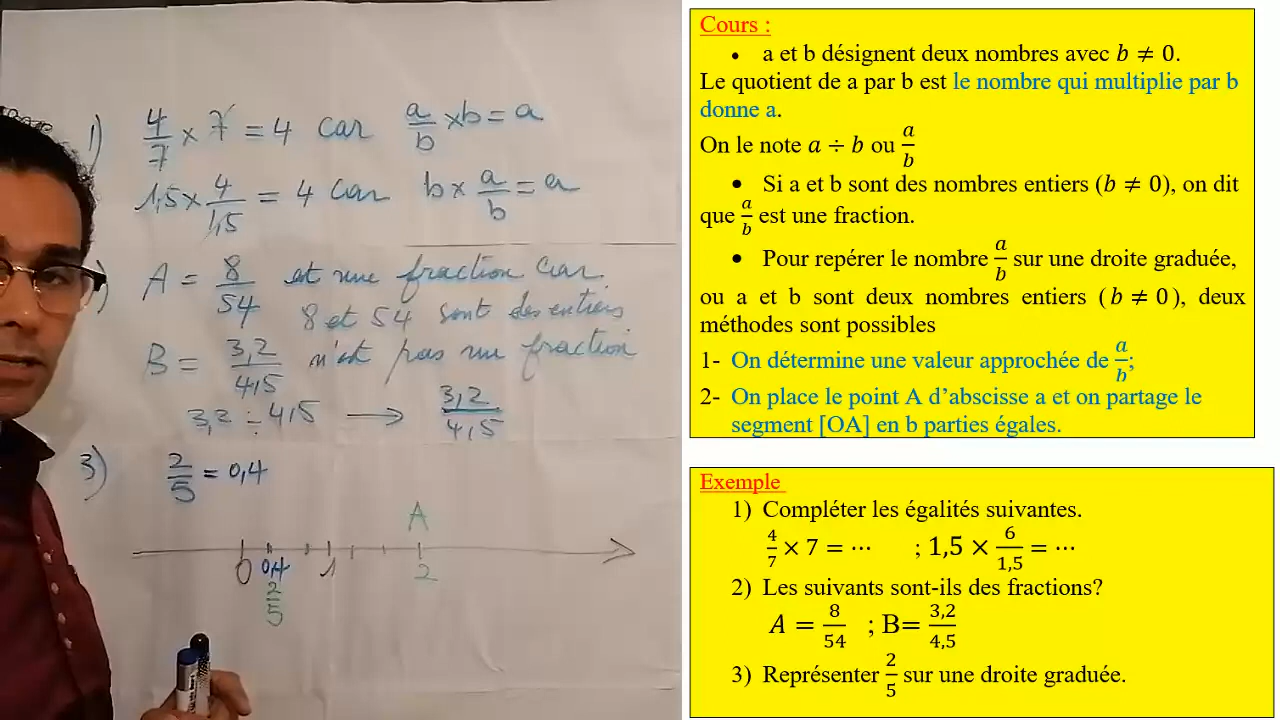 1) 4/7 × 7 = 4 car a/b × b = a
1,5 × 4/1,5 = 4 car b × a/b = a
) A = 8/54 est une fraction car
8 et 54 sont des entiers
B = 3,2/4,5 n'est pas une fraction
3,2 ÷ 4,5 → 3,2/4,5
3) 2/5 = 0,4
A
0 0,4 1 2
2/5
Cours :
• a et b désignent deux nombres avec b ≠ 0.
Le quotient de a par b est le nombre qui multiplie par b
donne a.
On le note a ÷ b ou a/b
• Si a et b sont des nombres entiers (b ≠ 0), on dit
que a/b est une fraction.
• Pour repérer le nombre a/b sur une droite graduée,
ou a et b sont deux nombres entiers ( b ≠ 0 ), deux
méthodes sont possibles
1- On détermine une valeur approchée de a/b;
2- On place le point A d’abscisse a et on partage le
segment [OA] en b parties égales.
Exemple
1) Compléter les égalités suivantes.
4/7 × 7 = ⋯ ; 1,5 × 6/1,5 = ⋯
2) Les suivants sont-ils des fractions?
A = 8/54 ; B= 3,2/4,5
3) Représenter 2/5 sur une droite graduée.